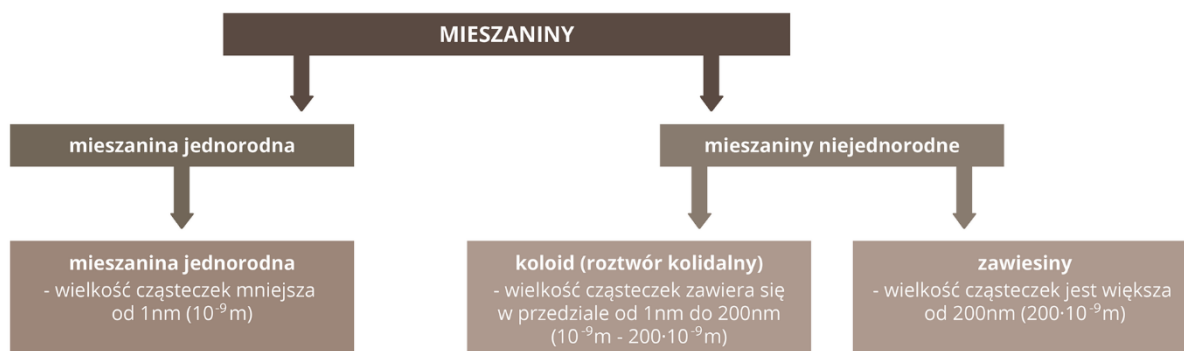 MIESZANINY
mieszanina jednorodna
mieszaniny niejednorodne
mieszanina jednorodna
- wielkość cząsteczek mniejsza
od 1nm (10⁻⁹m)
koloid (roztwór kolidalny)
- wielkość cząsteczek zawiera się
w przedziale od 1nm do 200nm
(10⁻⁹m - 200·10⁻⁹m)
zawiesiny
- wielkość cząsteczek jest większa
od 200nm (200·10⁻⁹m)